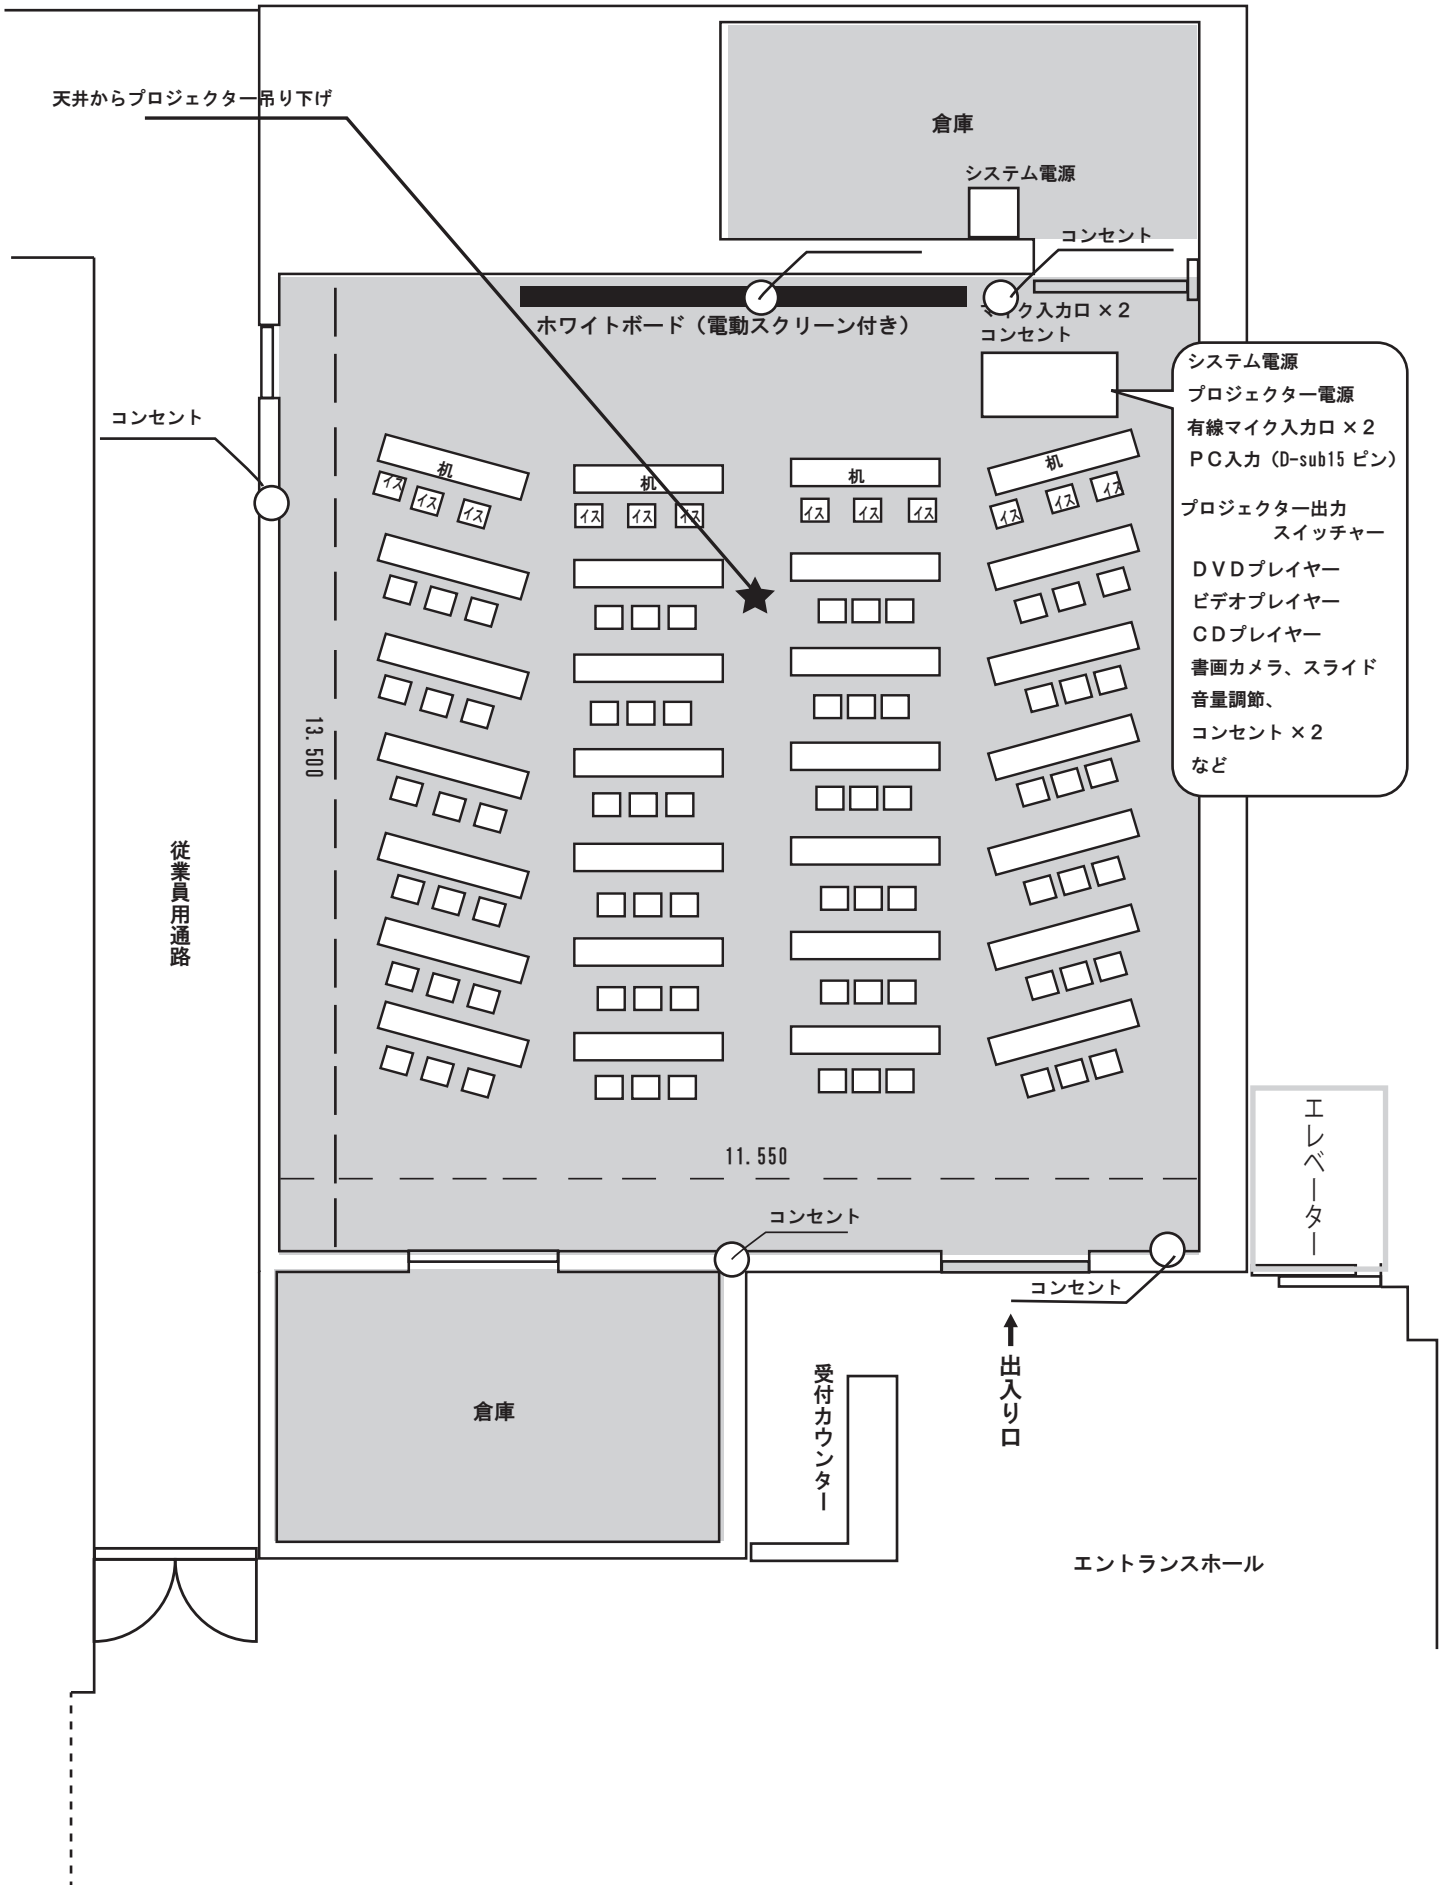 天井からプロジェクター吊り下げ
倉庫
システム電源
コンセント
ホワイトボード（電動スクリーン付き）
イク入力口 ×２
コンセント
システム電源
プロジェクター電源
有線マイク入力口 ×２
ＰＣ入力（D-sub15 ピン）
プロジェクター出力
スイッチャー
ＤＶＤプレイヤー
ビデオプレイヤー
ＣＤプレイヤー
書画カメラ、スライド
音量調節、
コンセント ×２
など
コンセント
机
机
机
机
イス
イス
イス
イス
イス
イス
イス
イス
イス
イス
イス
イス
13.500
従業員用通路
11.550
エレベーター
コンセント
コンセント
出入り口
受付カウンター
倉庫
エントランスホール